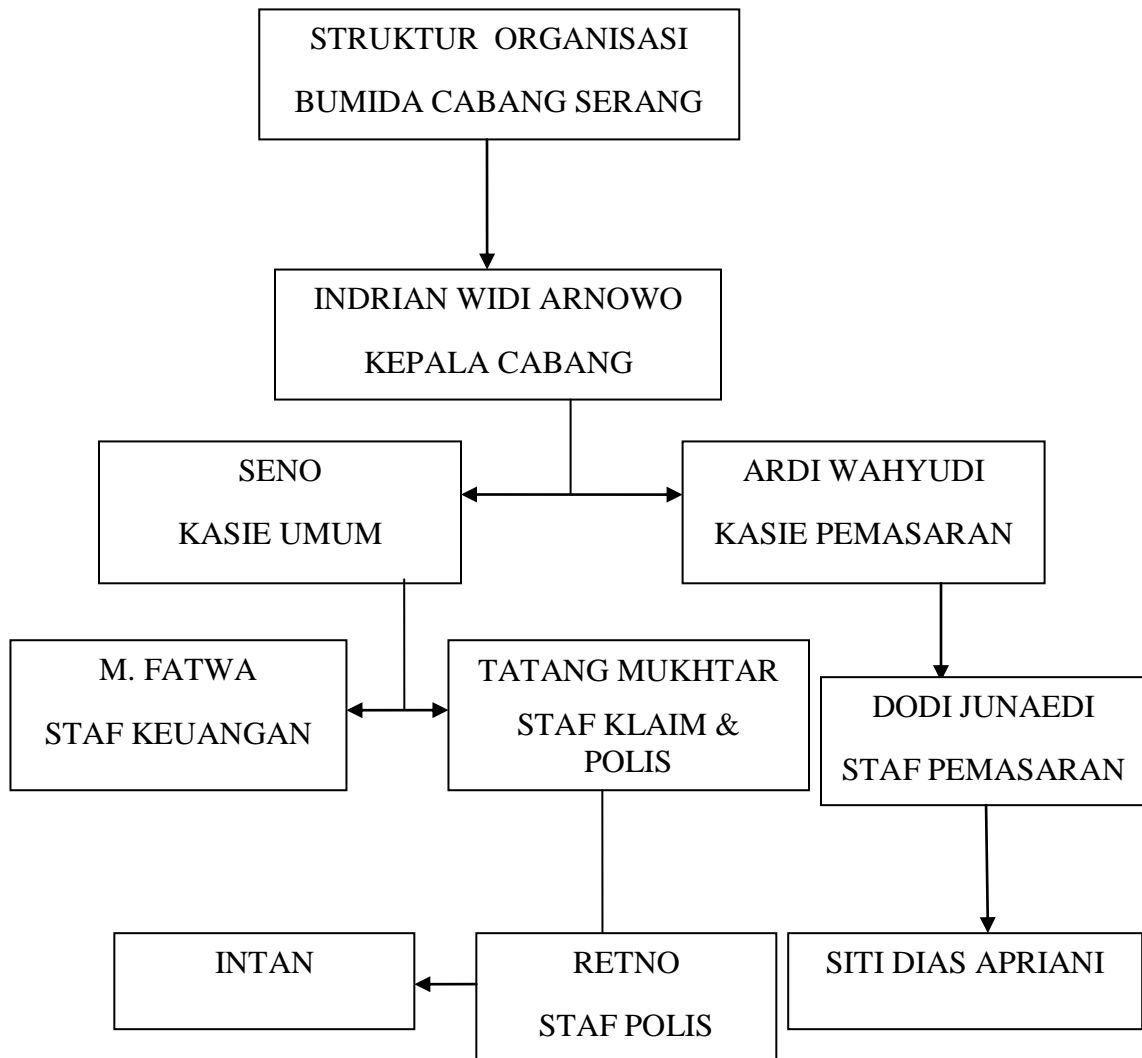 STRUKTUR ORGANISASI
BUMIDA CABANG SERANG
INDRIAN WIDI ARNOWO
KEPALA CABANG
SENO
KASIE UMUM
ARDI WAHYUDI
KASIE PEMASARAN
M. FATWA
STAF KEUANGAN
TATANG MUKHTAR
STAF KLAIM &
POLIS
DODI JUNAEDI
STAF PEMASARAN
INTAN
RETNO
STAF POLIS
SITI DIAS APRIANI